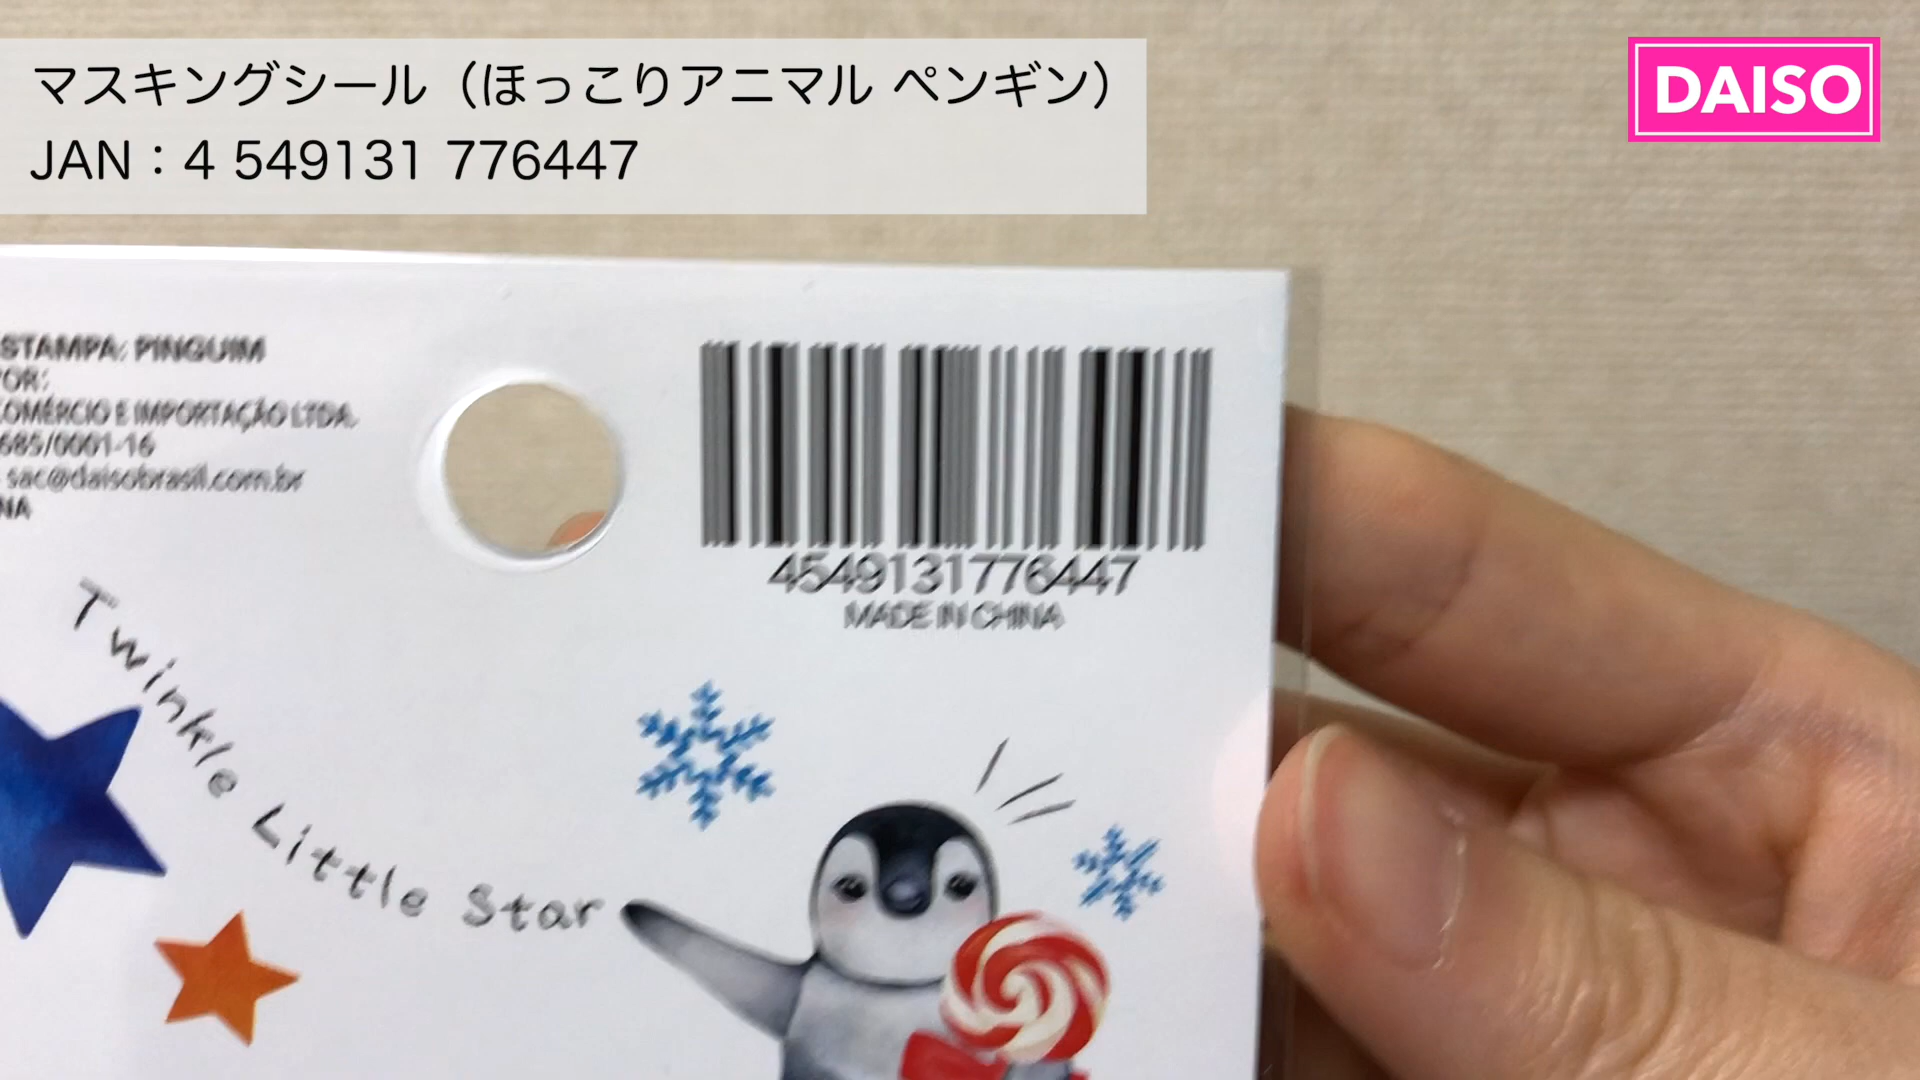 マスキングシール（ほっこりアニマル ペンギン）
JAN：4 549131 776447
DAISO
STAMPA: PINGUIM
POR:
COMÉRCIO E IMPORTAÇÃO LTDA.
685/0001-16
sac@daisobrasil.com.br
NA
4549131776447
MADE IN CHINA
Twinkle Little Star